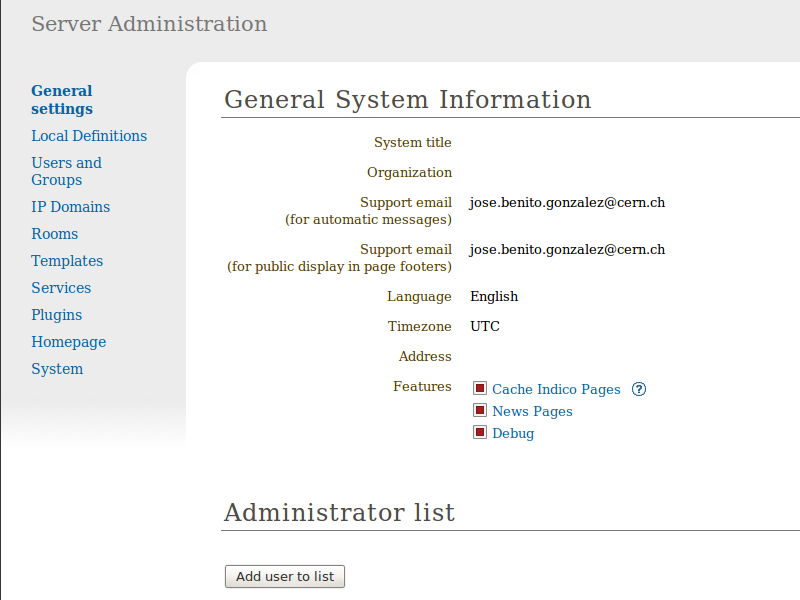 Server Administration
General
settings
Local Definitions
Users and
Groups
IP Domains
Rooms
Templates
Services
Plugins
Homepage
System
General System Information
System title
Organization
Support email jose.benito.gonzalez@cern.ch
(for automatic messages)
Support email jose.benito.gonzalez@cern.ch
(for public display in page footers)
Language English
Timezone UTC
Address
Features Cache Indico Pages ?
News Pages
Debug
Administrator list
Add user to list